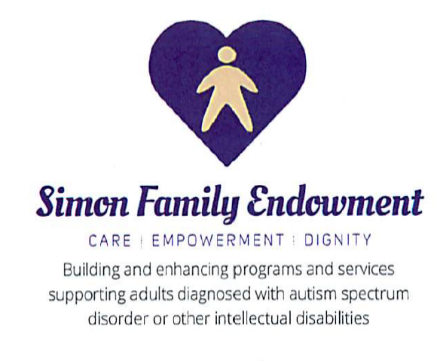 Simon Family Endowment
CARE | EMPOWERMENT | DIGNITY
Building and enhancing programs and services
supporting adults diagnosed with autism spectrum
disorder or other intellectual disabilities